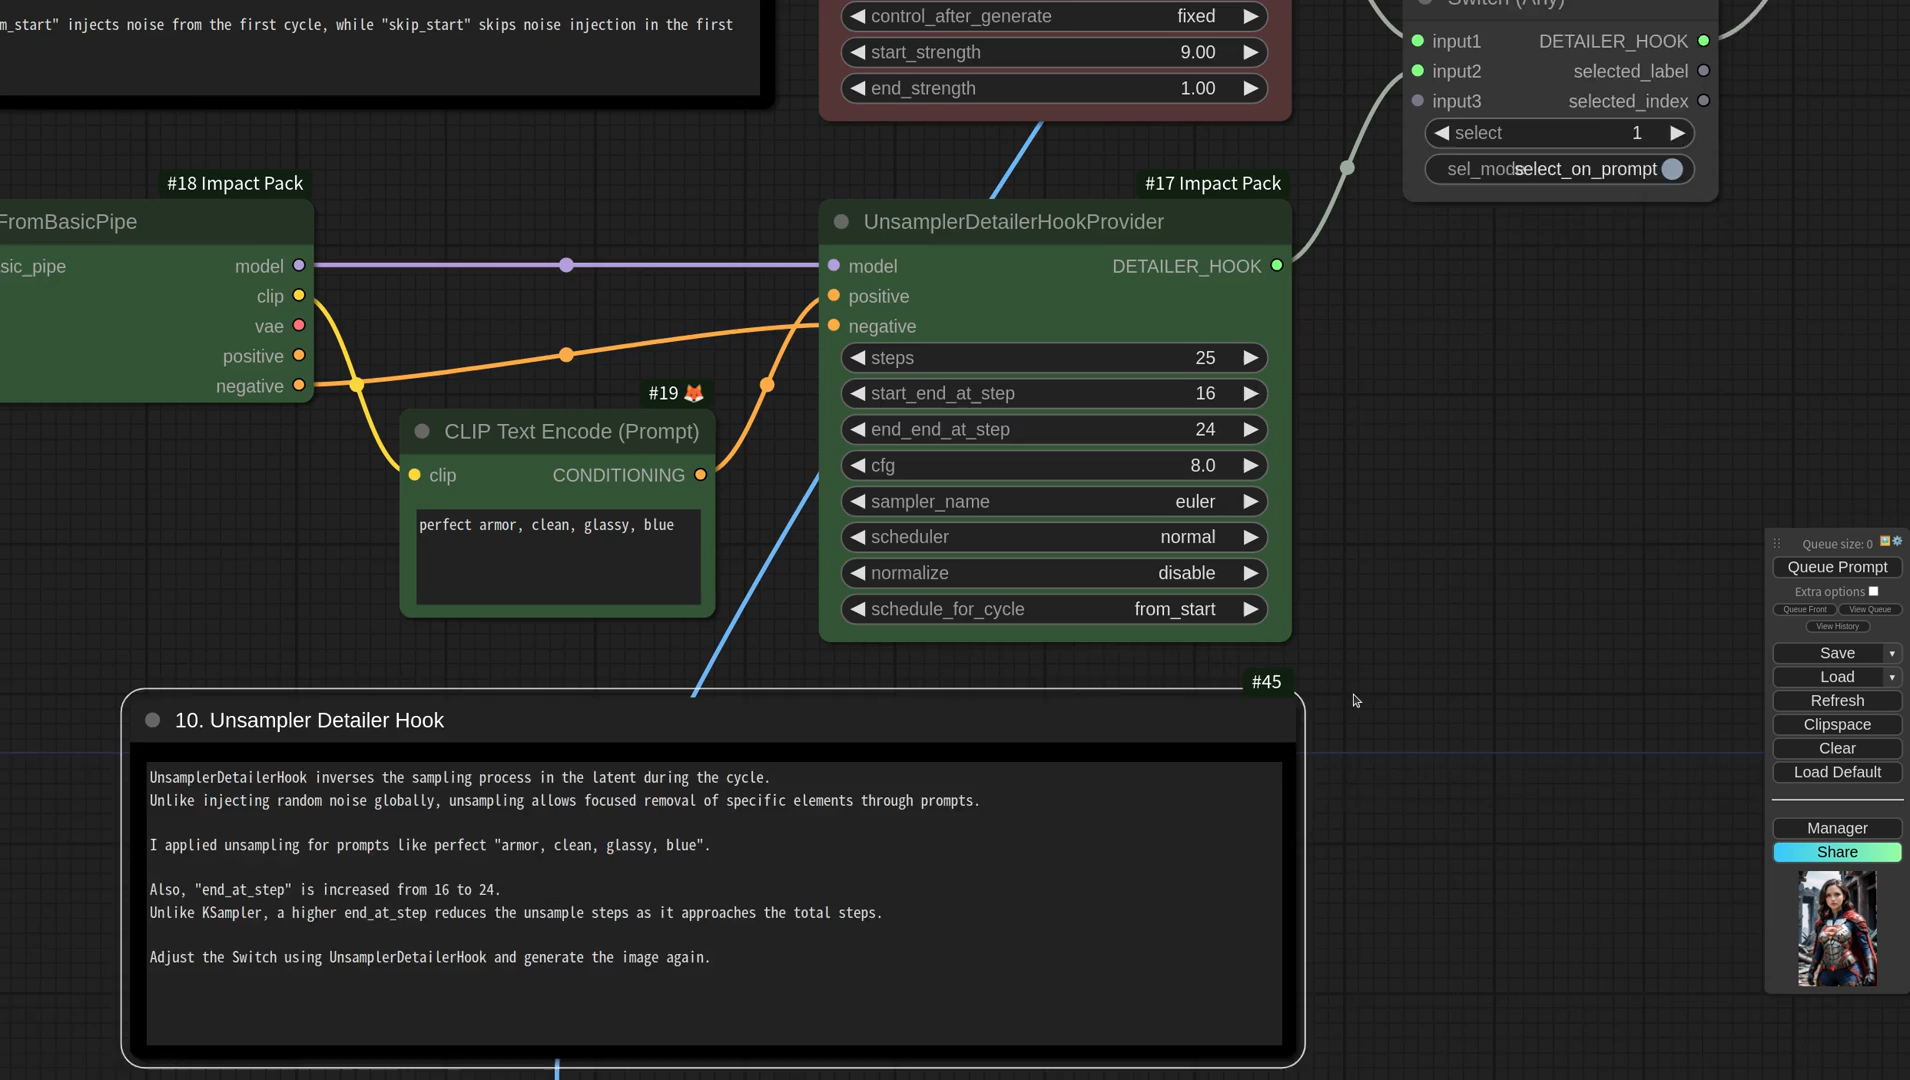 m_start" injects noise from the first cycle, while "skip_start" skips noise injection in the first
control_after_generate fixed
start_strength 9.00
end_strength 1.00
input1 DETAILER_HOOK
input2 selected_label
input3 selected_index
select 1
select_on_prompt
#18 Impact Pack
FromBasicPipe
sic_pipe model
clip
vae
positive
negative
#17 Impact Pack
UnsamplerDetailerHookProvider
model DETAILER_HOOK
positive
negative
steps 25
start_end_at_step 16
end_end_at_step 24
cfg 8.0
sampler_name euler
scheduler normal
normalize disable
schedule_for_cycle from_start
#19
CLIP Text Encode (Prompt)
clip CONDITIONING
perfect armor, clean, glassy, blue
#45
10. Unsampler Detailer Hook
UnsamplerDetailerHook inverses the sampling process in the latent during the cycle.
Unlike injecting random noise globally, unsampling allows focused removal of specific elements through prompts.
I applied unsampling for prompts like perfect "armor, clean, glassy, blue".
Also, "end_at_step" is increased from 16 to 24.
Unlike KSampler, a higher end_at_step reduces the unsample steps as it approaches the total steps.
Adjust the Switch using UnsamplerDetailerHook and generate the image again.
Queue size: 0
Queue Prompt
Extra options
Queue Front View Queue
View History
Save
Load
Refresh
Clipspace
Clear
Load Default
Manager
Share